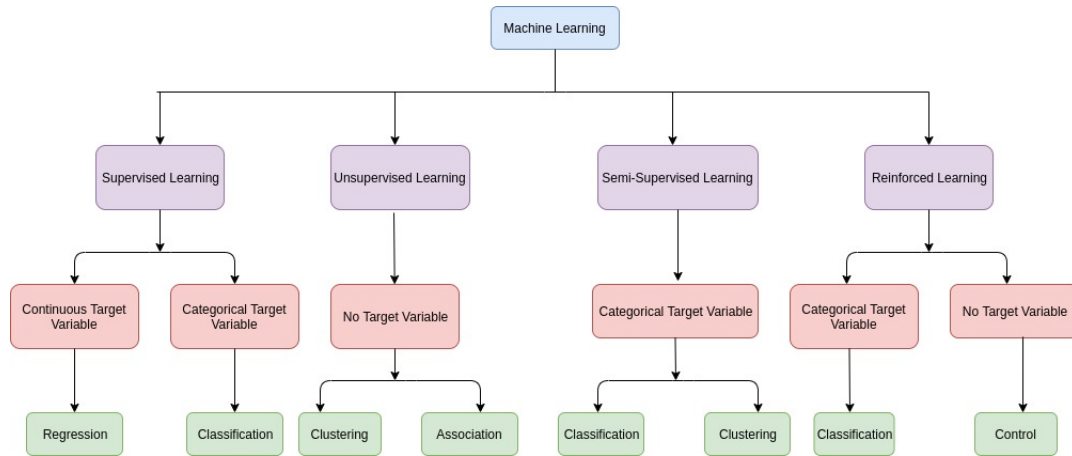 Machine Learning
Supervised Learning
Unsupervised Learning
Semi-Supervised Learning
Reinforced Learning
Continuous Target
Variable
Categorical Target
Variable
No Target Variable
Categorical Target Variable
Categorical Target
Variable
No Target Variable
Regression
Classification
Clustering
Association
Classification
Clustering
Classification
Control